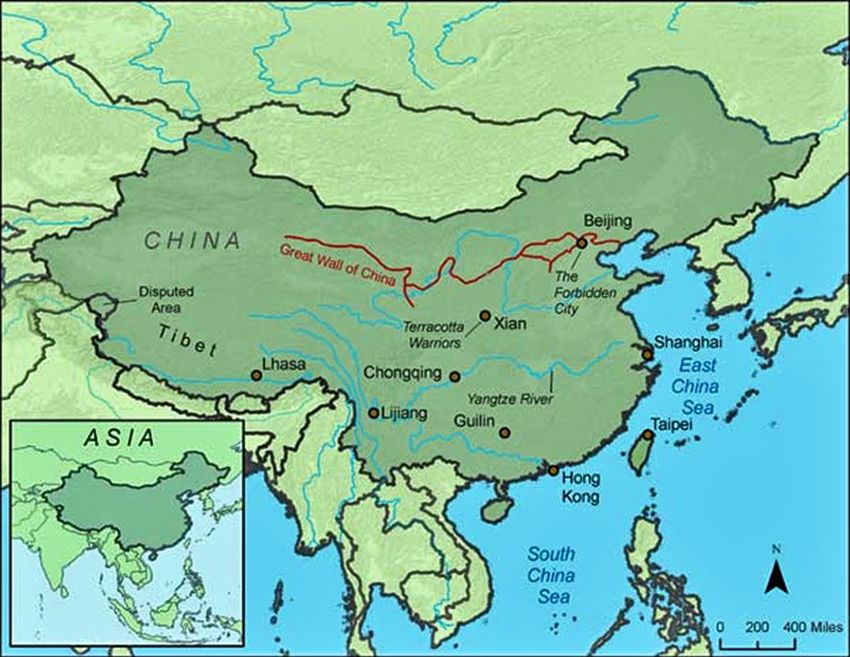 Beijing
CHINA
Great Wall of China
The
Forbidden
City
Disputed
Area
Tibet
Terracotta
Warriors
Xian
Shanghai
East
China
Sea
Lhasa
Chongqing
Yangtze River
Lijiang
Guilin
Taipei
ASIA
Hong
Kong
South
China
Sea
N
0 200 400 Miles